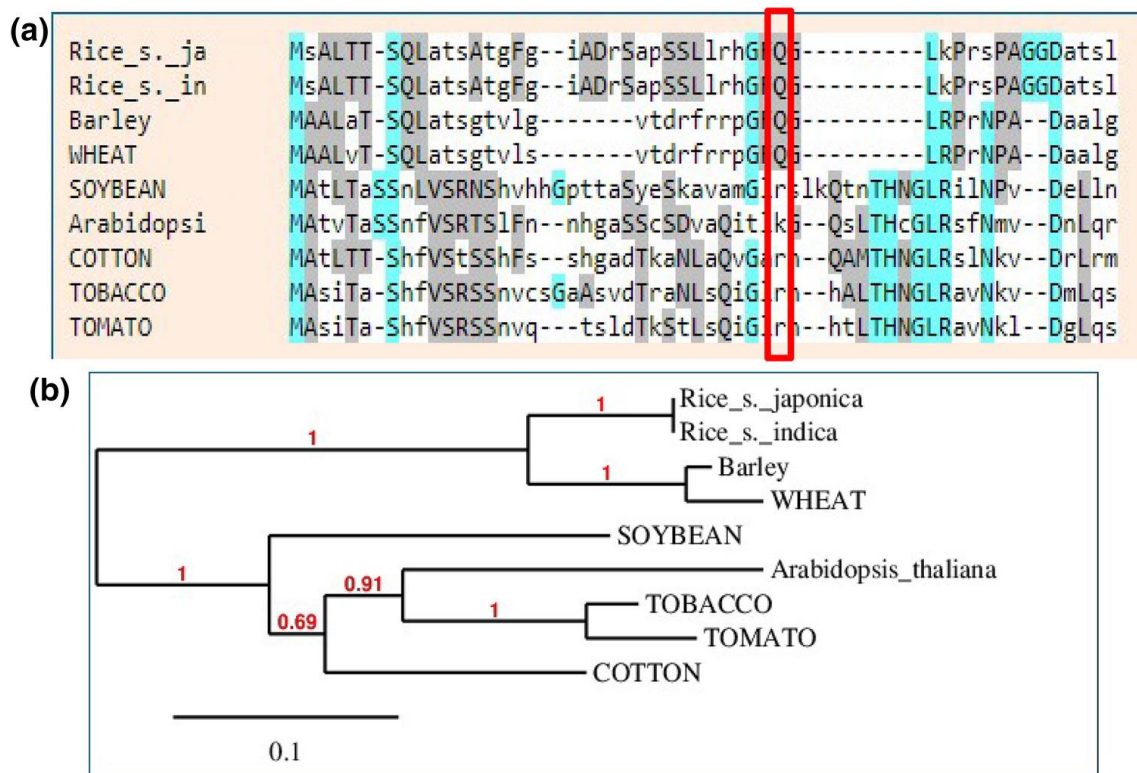 (a)
Rice_s._ja MsALTT-SQLatsAtgFg--iADrSapSSLlrhGFQG---------LkPrsPAGGDatsl
Rice_s._in MsALTT-SQLatsAtgFg--iADrSapSSLlrhGFQG---------LkPrsPAGGDatsl
Barley MAALaT-SQLatsgtvlg-------vtdrfrrpGFQG---------LRPrNPA--Daalg
WHEAT MAALvT-SQLatsgtvls-------vtdrfrrpGFQG---------LRPrNPA--Daalg
SOYBEAN MAtLTaSSnLVSRNShvhhGpttaSyeSkavamGlrslkQtnTHNGLRilNPv--DeLln
Arabidopsi MAtvTaSSnfVSRTSlFn--nhgaSScSDvaQitlkG--QsLTHcGLRsfNmv--DnLqr
COTTON MAtLTT-ShfVStSShFs--shgadTkaNLaQvGarh--QAMTHNGLRslNkv--DrLrm
TOBACCO MAsiTa-ShfVSRSSnvcsGaAsvdTraNLsQiGlrn--hALTHNGLRavNkv--DmLqs
TOMATO MAsiTa-ShfVSRSSnvq---tsldTkStLsQiGlrn--htLTHNGLRavNkl--DgLqs
(b)
1
Rice_s._japonica
Rice_s._indica
1
1
Barley
WHEAT
SOYBEAN
1
0.91
Arabidopsis_thaliana
1
TOBACCO
0.69
TOMATO
COTTON
0.1